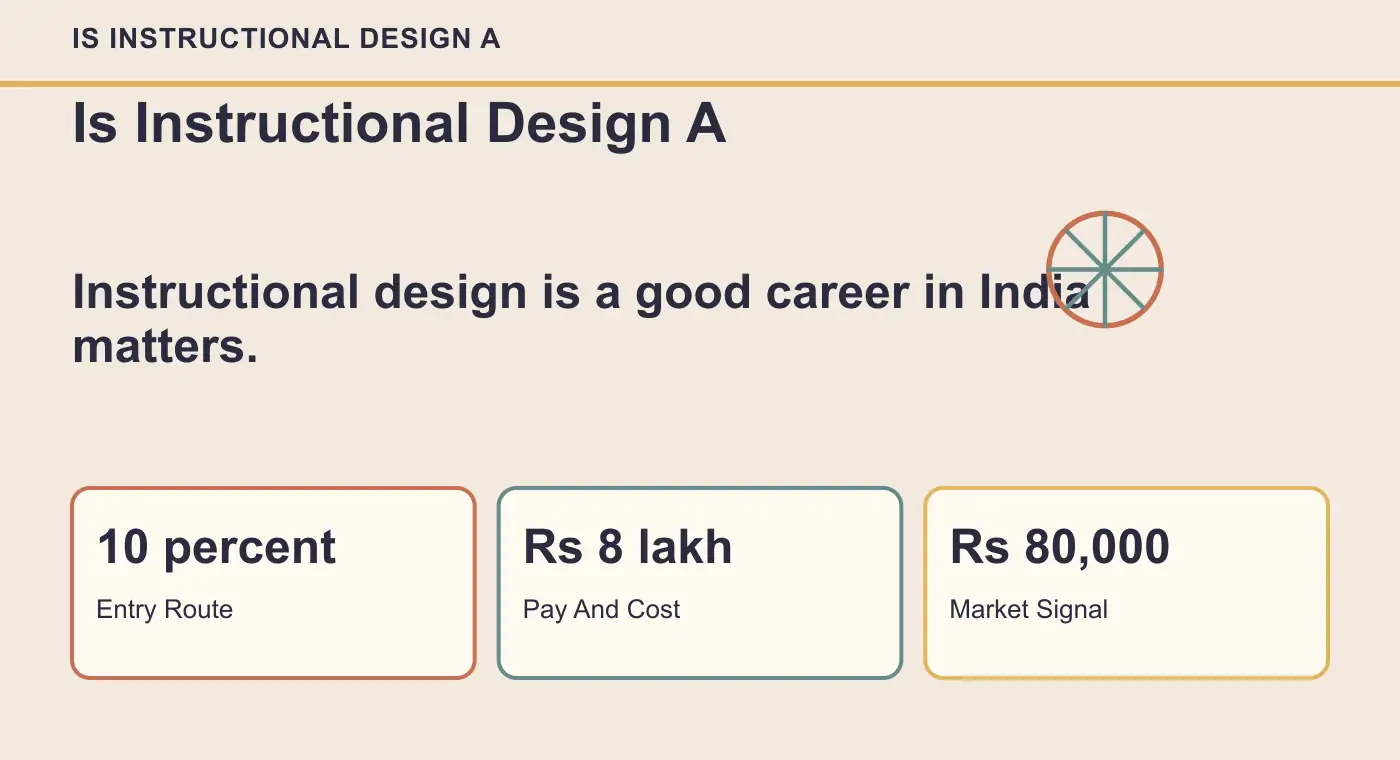 IS INSTRUCTIONAL DESIGN A
Is Instructional Design A
Instructional design is a good career in India
matters.
10 percent
Entry Route
Rs 8 lakh
Pay And Cost
Rs 80,000
Market Signal